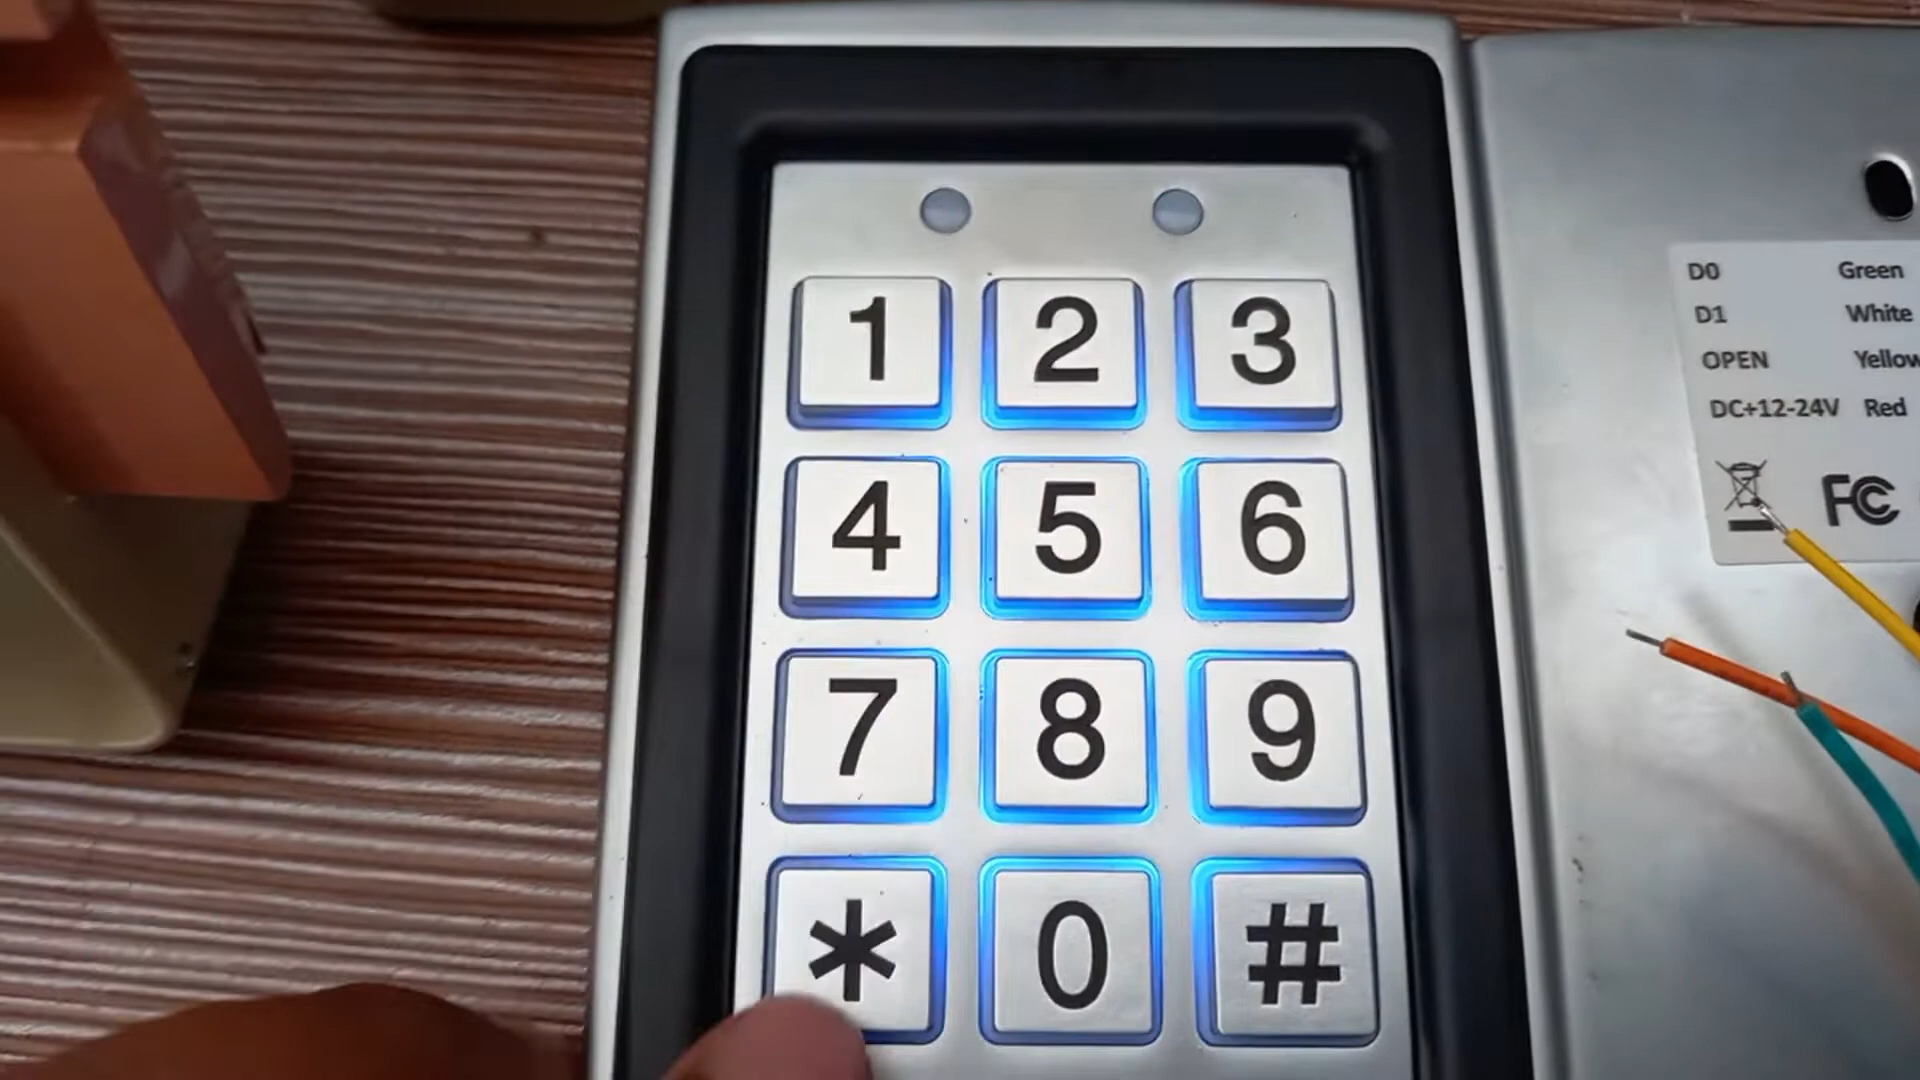 1 2 3
4 5 6
7 8 9
* 0 #
D0 Green
D1 White
OPEN Yellow
DC+12-24V Red
FC